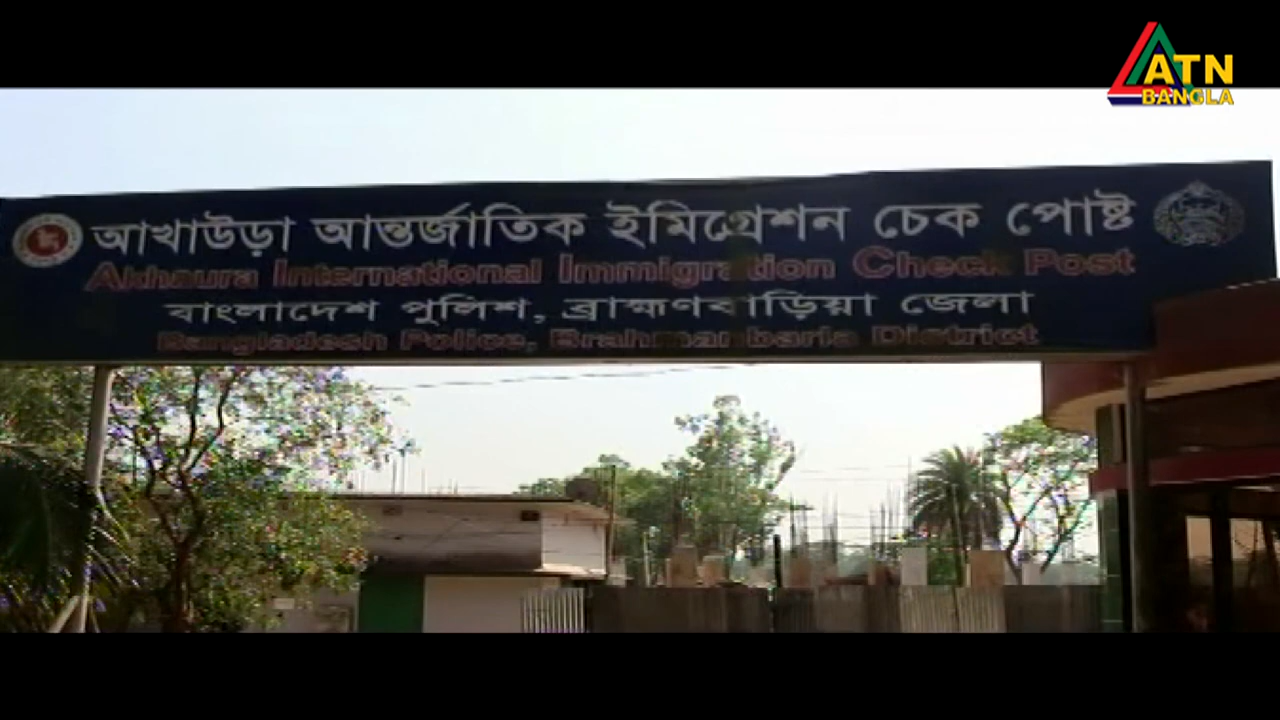 ATN
BANGLA
আখাউড়া আন্তর্জাতিক ইমিগ্রেশন চেক পোষ্ট
Akhaura International Immigration Check Post
বাংলাদেশ পুলিশ, ব্রাহ্মণবাড়িয়া জেলা
Bangladesh Police, Brahmanbaria District